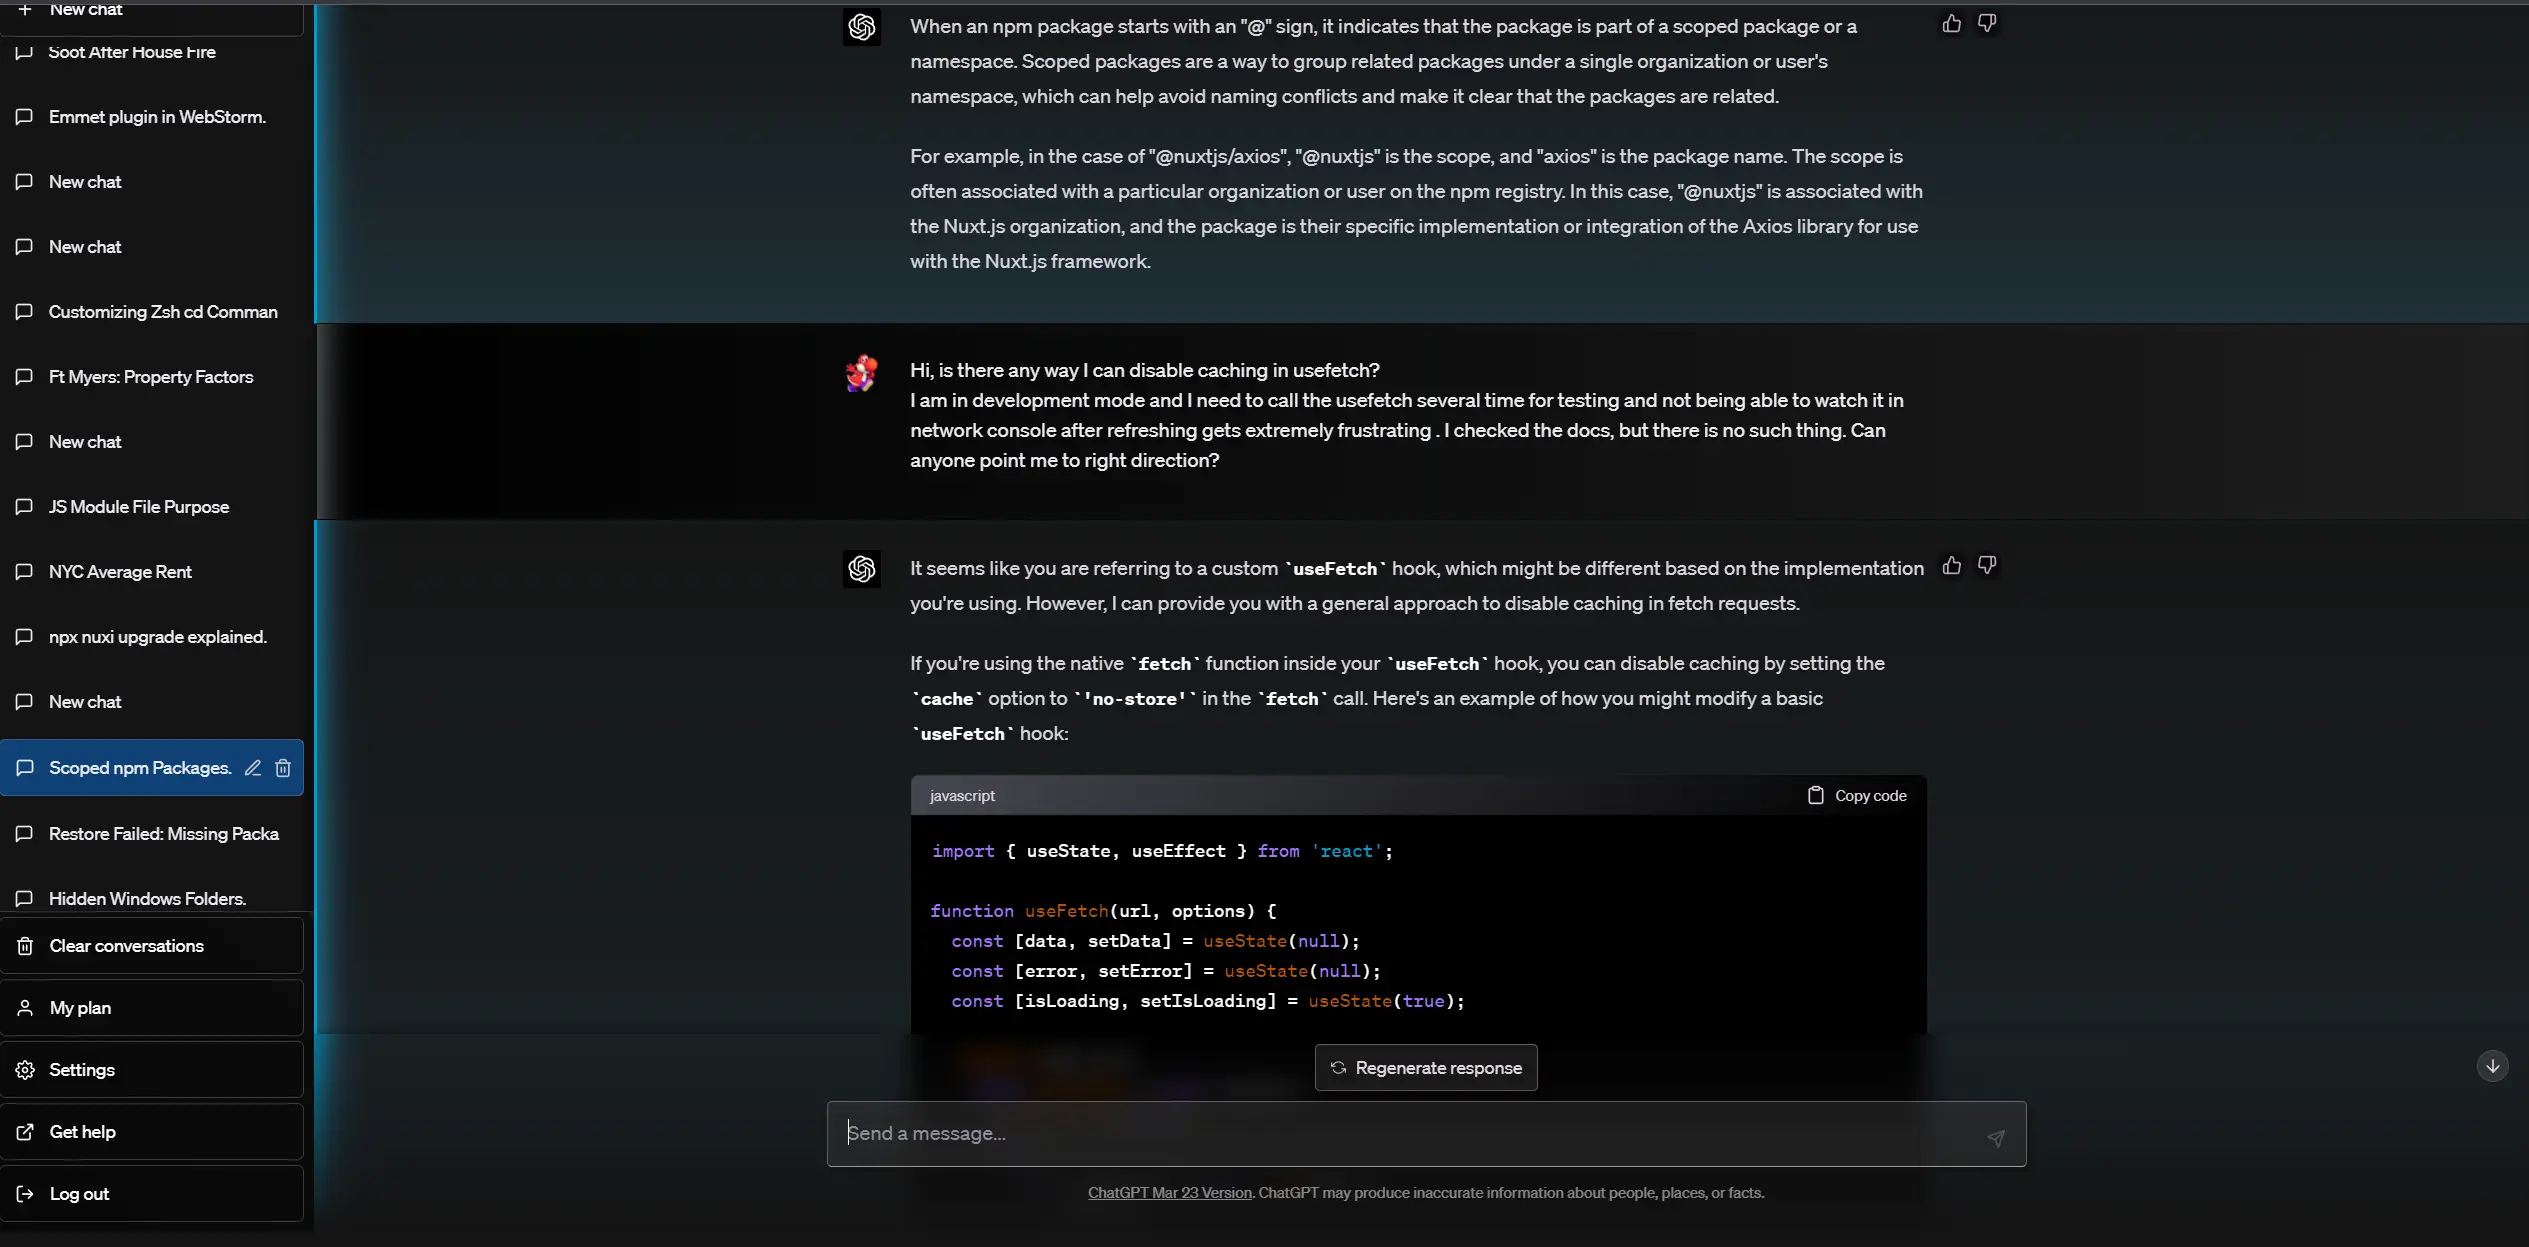 New chat
Soot After House Fire
Emmet plugin in WebStorm.
New chat
New chat
Customizing Zsh cd Comman
Ft Myers: Property Factors
New chat
JS Module File Purpose
NYC Average Rent
npx nuxi upgrade explained.
New chat
Scoped npm Packages.
Restore Failed: Missing Packa
Hidden Windows Folders.
Clear conversations
My plan
Settings
Get help
Log out
When an npm package starts with an "@" sign, it indicates that the package is part of a scoped package or a
namespace. Scoped packages are a way to group related packages under a single organization or user's
namespace, which can help avoid naming conflicts and make it clear that the packages are related.
For example, in the case of "@nuxtjs/axios", "@nuxtjs" is the scope, and "axios" is the package name. The scope is
often associated with a particular organization or user on the npm registry. In this case, "@nuxtjs" is associated with
the Nuxt.js organization, and the package is their specific implementation or integration of the Axios library for use
with the Nuxt.js framework.
Hi, is there any way I can disable caching in usefetch?
I am in development mode and I need to call the usefetch several time for testing and not being able to watch it in
network console after refreshing gets extremely frustrating . I checked the docs, but there is no such thing. Can
anyone point me to right direction?
It seems like you are referring to a custom `useFetch` hook, which might be different based on the implementation
you're using. However, I can provide you with a general approach to disable caching in fetch requests.
If you're using the native `fetch` function inside your `useFetch` hook, you can disable caching by setting the
`cache` option to `'no-store'` in the `fetch` call. Here's an example of how you might modify a basic
`useFetch` hook:
javascript
Copy code
import { useState, useEffect } from 'react';
function useFetch(url, options) {
const [data, setData] = useState(null);
const [error, setError] = useState(null);
const [isLoading, setIsLoading] = useState(true);
Regenerate response
Send a message...
ChatGPT Mar 23 Version. ChatGPT may produce inaccurate information about people, places, or facts.